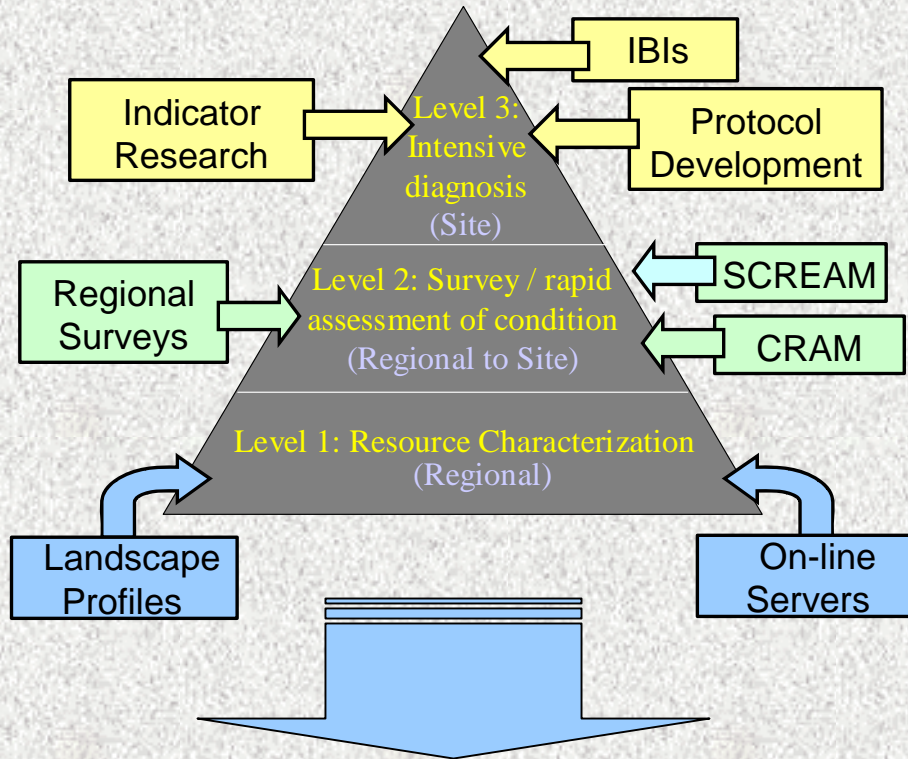 IBIs
Indicator
Research
Level 3:
Intensive
diagnosis
(Site)
Protocol
Development
Regional
Surveys
Level 2: Survey / rapid
assessment of condition
(Regional to Site)
SCREAM
CRAM
Level 1: Resource Characterization
(Regional)
Landscape
Profiles
On-line
Servers